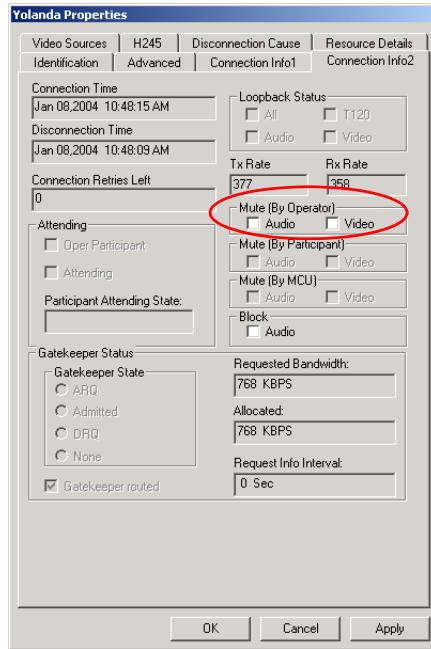 Yolanda Properties
Video Sources H245 Disconnection Cause Resource Details
Identification Advanced Connection Info1 Connection Info2
Connection Time
Jan 08,2004 10:48:15 AM
Disconnection Time
Jan 08,2004 10:48:09 AM
Connection Retries Left
0
Attending
Oper Participant
Attending
Participant Attending State:
Loopback Status
All T120
Audio Video
Tx Rate Rx Rate
377 358
Mute (By Operator)
Audio Video
Mute (By Participant)
Audio Video
Mute (By MCU)
Audio Video
Block
Audio
Gatekeeper Status
Gatekeeper State
ARQ
Admitted
DRQ
None
Gatekeeper routed
Requested Bandwidth:
768 KBPS
Allocated:
768 KBPS
Request Info Interval:
0 Sec
OK Cancel Apply